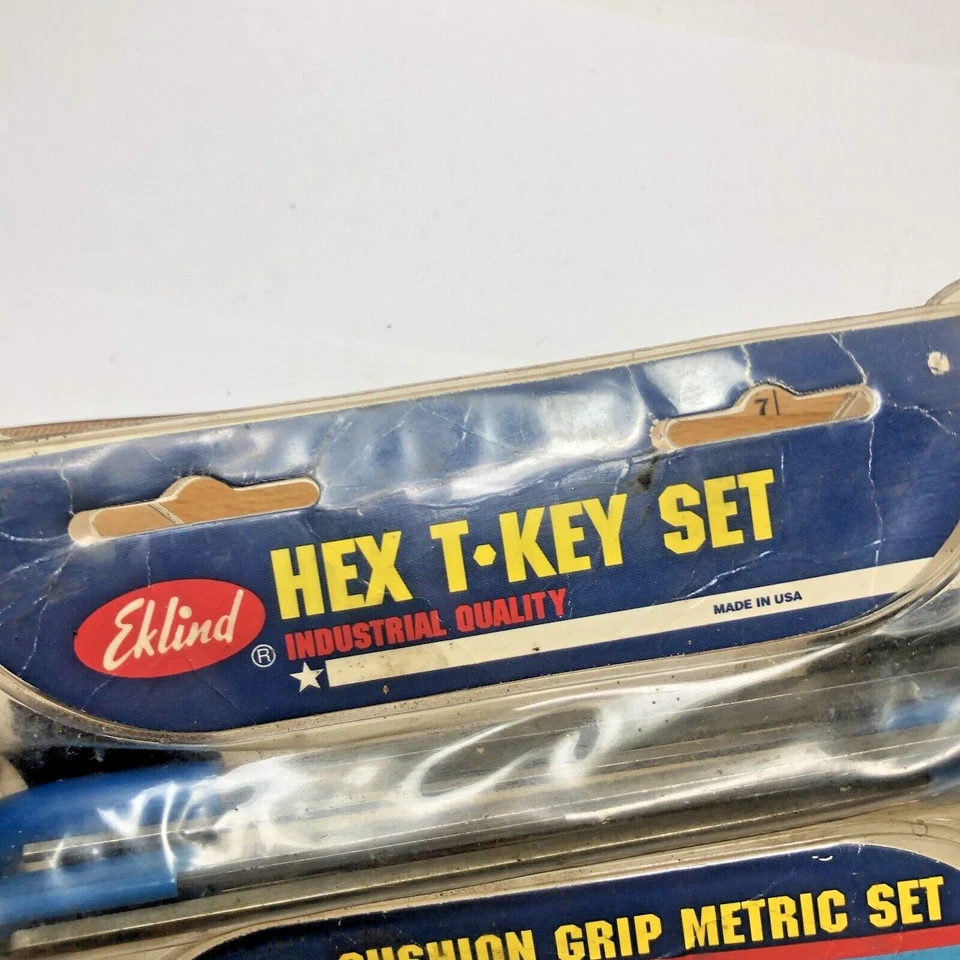 7
HEX T·KEY SET
Eklind ®
INDUSTRIAL QUALITY
MADE IN USA
CUSHION GRIP METRIC SET